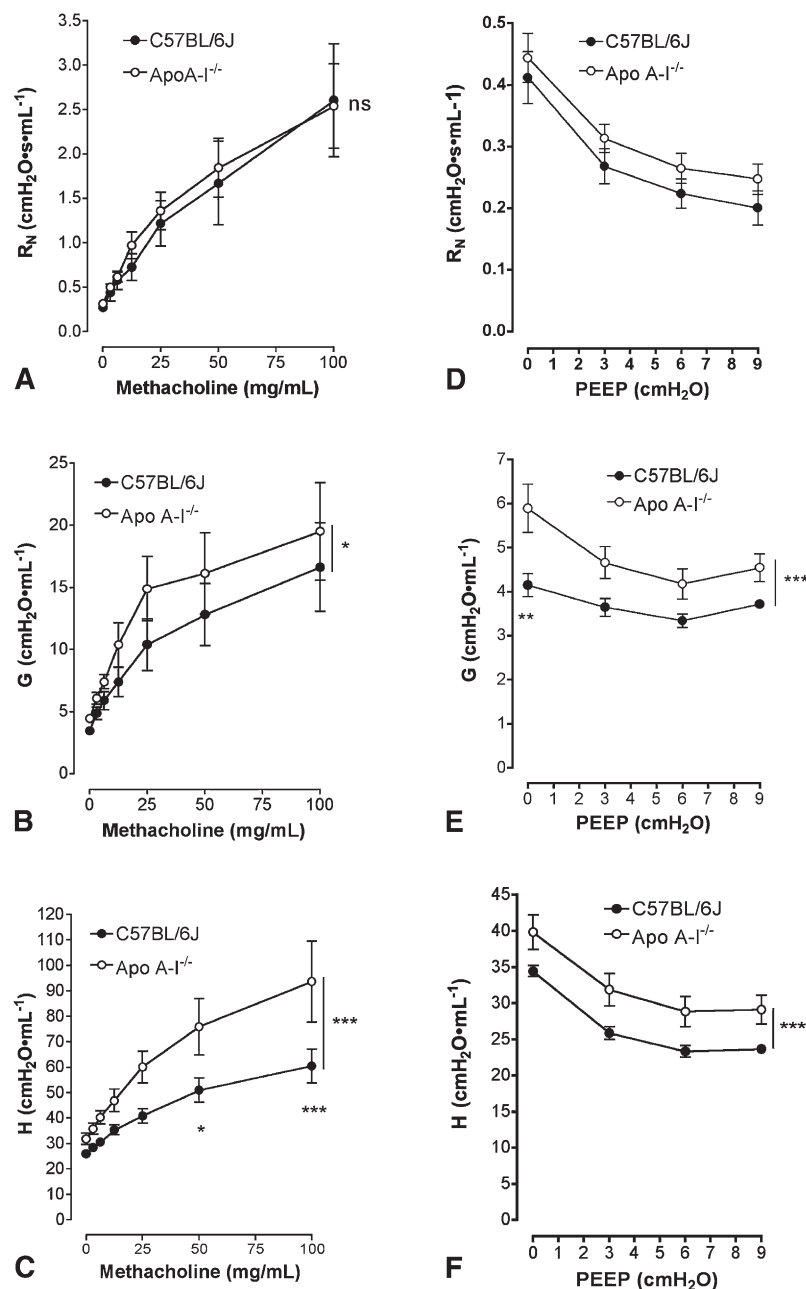 3.5
3.0
2.5
2.0
1.5
1.0
0.5
0.0
R_N (cmH₂O•s•mL⁻¹)
C57BL/6J
ApoA-I⁻/⁻
ns
0 25 50 75 100
Methacholine (mg/mL)
A
0.5
0.4
0.3
0.2
0.1
0.0
R_N (cmH₂O•s•mL-1)
C57BL/6J
Apo A-I⁻/⁻
0 1 2 3 4 5 6 7 8 9
PEEP (cmH₂O)
D
25
20
15
10
5
0
G (cmH₂O•mL⁻¹)
C57BL/6J
Apo A-I⁻/⁻
*
0 25 50 75 100
Methacholine (mg/mL)
B
7
6
5
4
3
2
1
0
G (cmH₂O•mL⁻¹)
C57BL/6J
Apo A-I⁻/⁻
***
**
0 1 2 3 4 5 6 7 8 9
PEEP (cmH₂O)
E
120
110
100
90
80
70
60
50
40
30
20
10
0
H (cmH₂O•mL⁻¹)
C57BL/6J
Apo A-I⁻/⁻
***
***
*
0 25 50 75 100
Methacholine (mg/mL)
C
45
40
35
30
25
20
15
10
5
0
H (cmH₂O•mL⁻¹)
C57BL/6J
Apo A-I⁻/⁻
***
0 1 2 3 4 5 6 7 8 9
PEEP (cmH₂O)
F